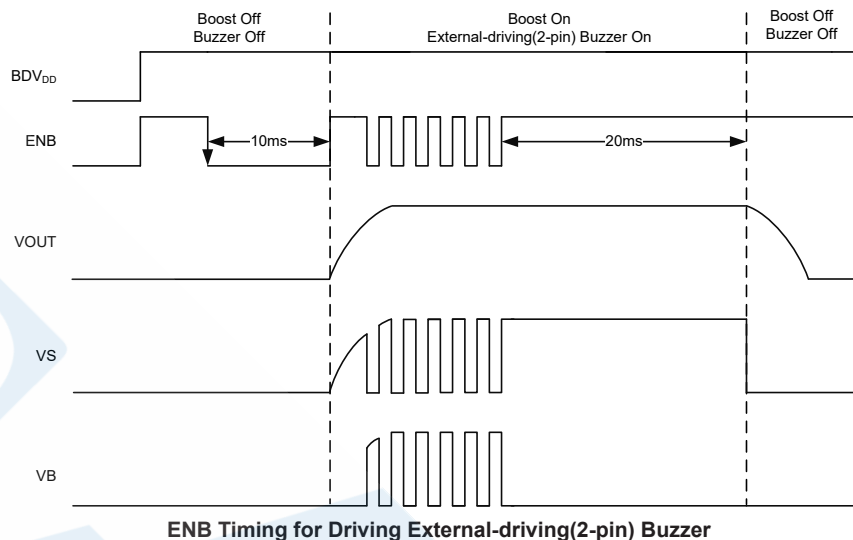 Boost Off
Buzzer Off
Boost On
External-driving(2-pin) Buzzer On
Boost Off
Buzzer Off
BDVDD
ENB
10ms
20ms
VOUT
VS
VB
ENB Timing for Driving External-driving(2-pin) Buzzer